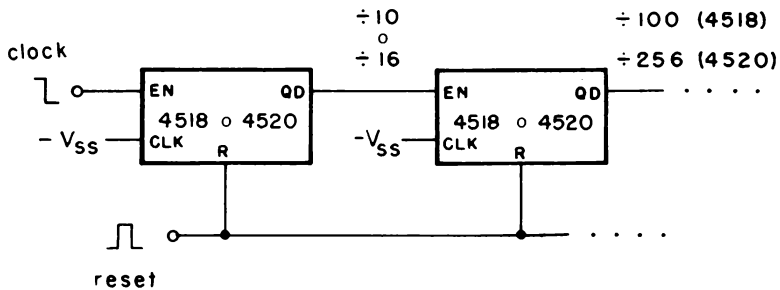 ÷10
o
÷16
÷100 (4518)
÷256 (4520)
clock
EN QD
4518 o 4520
-VSS
CLK
R
EN QD
4518 o 4520
-VSS
CLK
R
reset